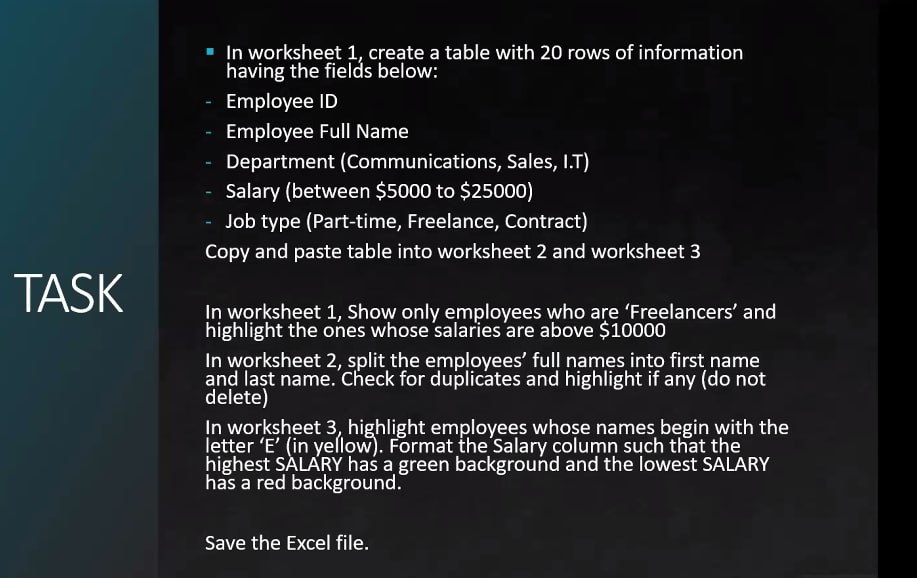 TASK
▪ In worksheet 1, create a table with 20 rows of information
having the fields below:
- Employee ID
- Employee Full Name
- Department (Communications, Sales, I.T)
- Salary (between $5000 to $25000)
- Job type (Part-time, Freelance, Contract)
Copy and paste table into worksheet 2 and worksheet 3
In worksheet 1, Show only employees who are ‘Freelancers’ and
highlight the ones whose salaries are above $10000
In worksheet 2, split the employees’ full names into first name
and last name. Check for duplicates and highlight if any (do not
delete)
In worksheet 3, highlight employees whose names begin with the
letter ‘E’ (in yellow). Format the Salary column such that the
highest SALARY has a green background and the lowest SALARY
has a red background.
Save the Excel file.